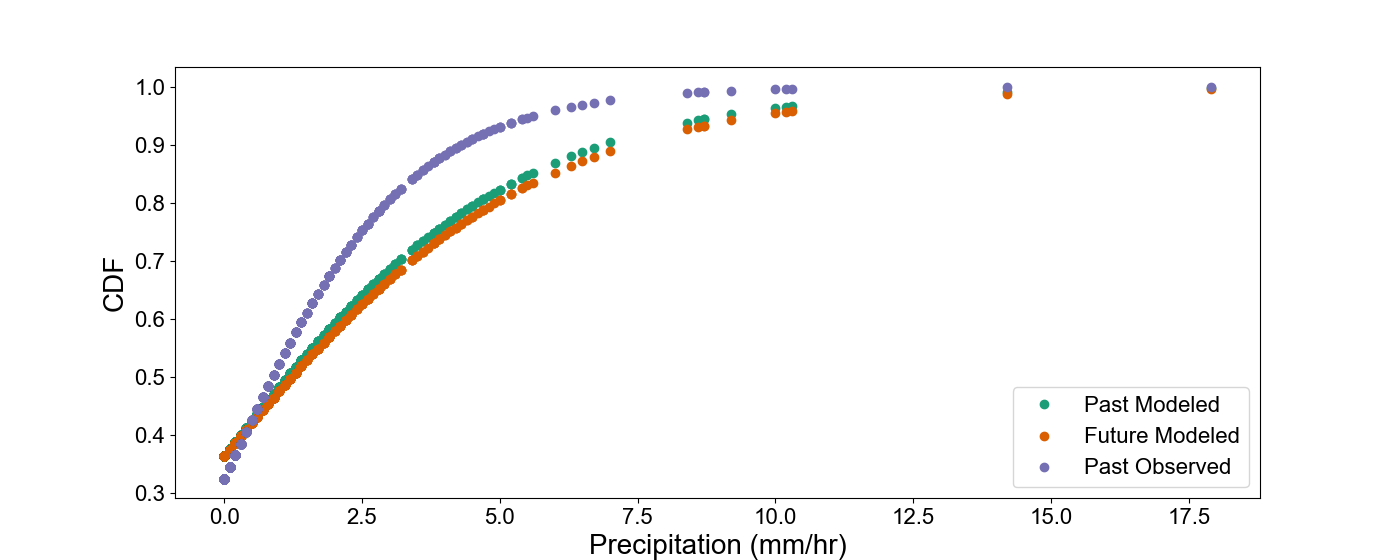 1.0
0.9
0.8
0.7
0.6
0.5
0.4
0.3
CDF
0.0 2.5 5.0 7.5 10.0 12.5 15.0 17.5
Precipitation (mm/hr)
Past Modeled
Future Modeled
Past Observed